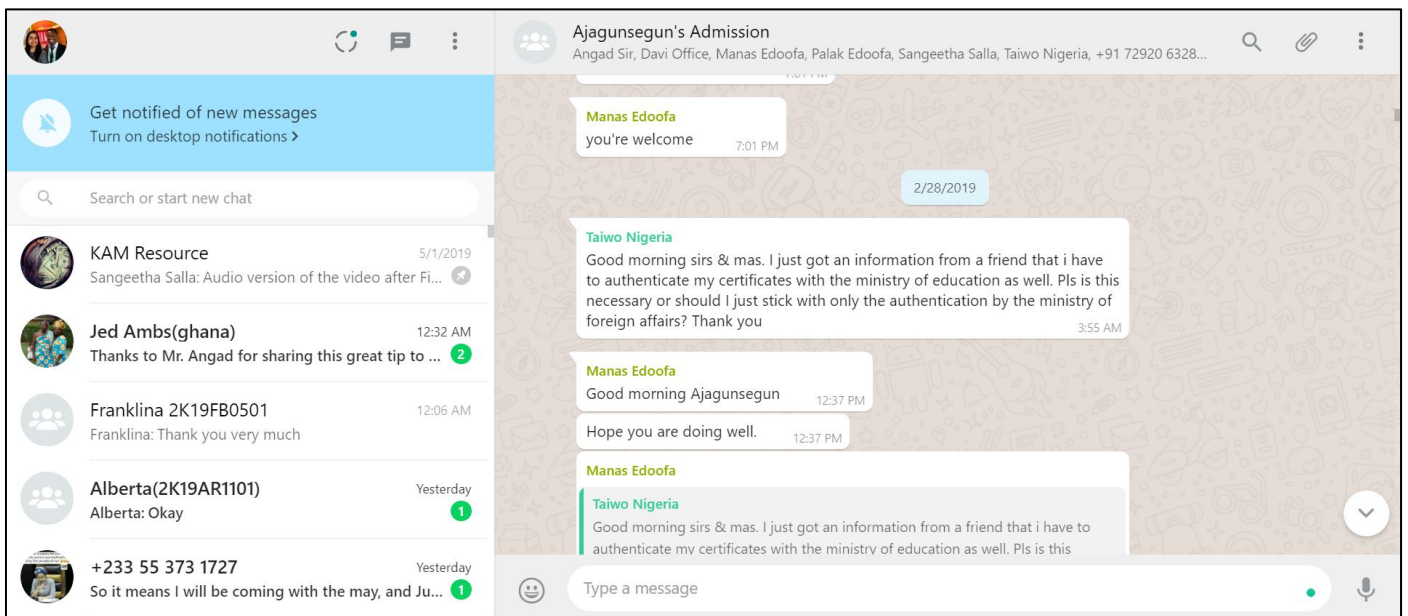 Get notified of new messages
Turn on desktop notifications >
Search or start new chat
KAM Resource
5/1/2019
Sangeetha Salla: Audio version of the video after Fi...
Jed Ambs(ghana)
12:32 AM
Thanks to Mr. Angad for sharing this great tip to ...
2
Franklina 2K19FB0501
12:06 AM
Franklina: Thank you very much
Alberta(2K19AR1101)
Yesterday
Alberta: Okay
1
+233 55 373 1727
Yesterday
So it means I will be coming with the may, and Ju...
1
Ajagunsegun's Admission
Angad Sir, Davi Office, Manas Edoofa, Palak Edoofa, Sangeetha Salla, Taiwo Nigeria, +91 72920 6328...
Manas Edoofa
you're welcome
7:01 PM
2/28/2019
Taiwo Nigeria
Good morning sirs & mas. I just got an information from a friend that i have
to authenticate my certificates with the ministry of education as well. Pls is this
necessary or should I just stick with only the authentication by the ministry of
foreign affairs? Thank you
3:55 AM
Manas Edoofa
Good morning Ajagunsegun
12:37 PM
Hope you are doing well.
12:37 PM
Manas Edoofa
Taiwo Nigeria
Good morning sirs & mas. I just got an information from a friend that i have to
authenticate my certificates with the ministry of education as well. Pls is this
Type a message